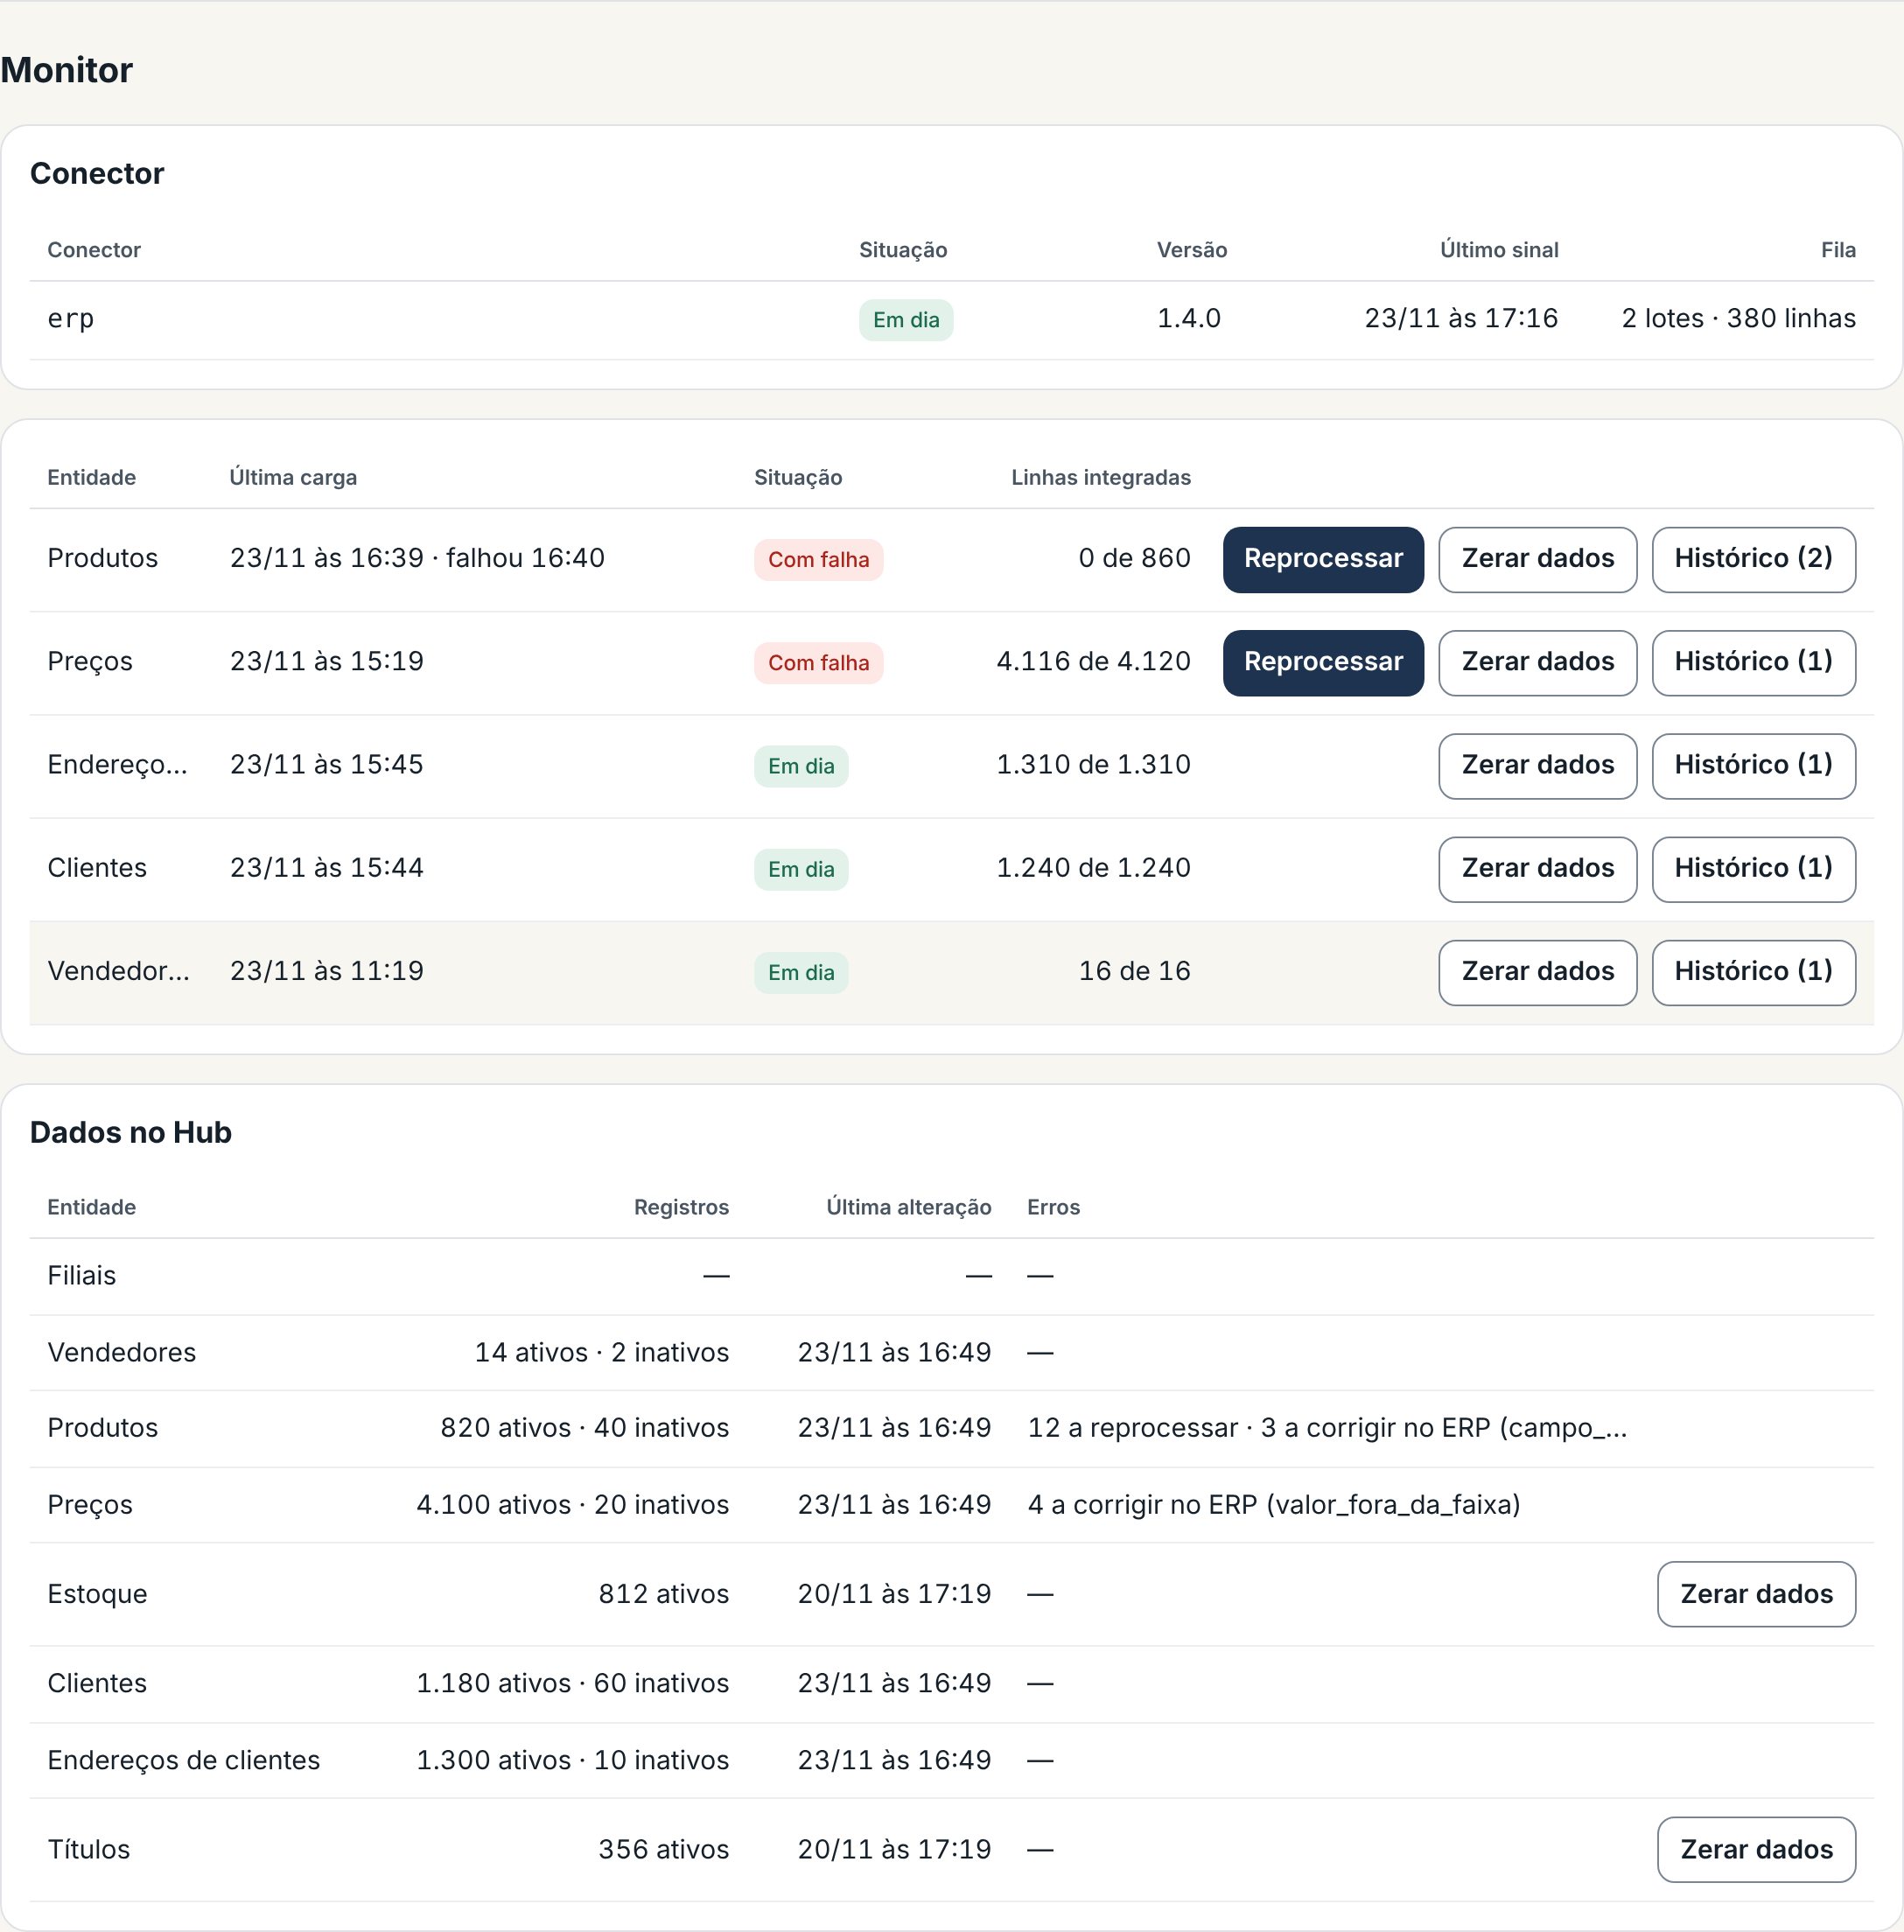 Monitor
Conector
Conector Situação Versão Último sinal Fila
erp Em dia 1.4.0 23/11 às 17:16 2 lotes · 380 linhas
Entidade Última carga Situação Linhas integradas
Produtos 23/11 às 16:39 · falhou 16:40 Com falha 0 de 860 Reprocessar Zerar dados Histórico (2)
Preços 23/11 às 15:19 Com falha 4.116 de 4.120 Reprocessar Zerar dados Histórico (1)
Endereço... 23/11 às 15:45 Em dia 1.310 de 1.310 Zerar dados Histórico (1)
Clientes 23/11 às 15:44 Em dia 1.240 de 1.240 Zerar dados Histórico (1)
Vendedor... 23/11 às 11:19 Em dia 16 de 16 Zerar dados Histórico (1)
Dados no Hub
Entidade Registros Última alteração Erros
Filiais — — —
Vendedores 14 ativos · 2 inativos 23/11 às 16:49 —
Produtos 820 ativos · 40 inativos 23/11 às 16:49 12 a reprocessar · 3 a corrigir no ERP (campo_...
Preços 4.100 ativos · 20 inativos 23/11 às 16:49 4 a corrigir no ERP (valor_fora_da_faixa)
Estoque 812 ativos 20/11 às 17:19 — Zerar dados
Clientes 1.180 ativos · 60 inativos 23/11 às 16:49 —
Endereços de clientes 1.300 ativos · 10 inativos 23/11 às 16:49 —
Títulos 356 ativos 20/11 às 17:19 — Zerar dados